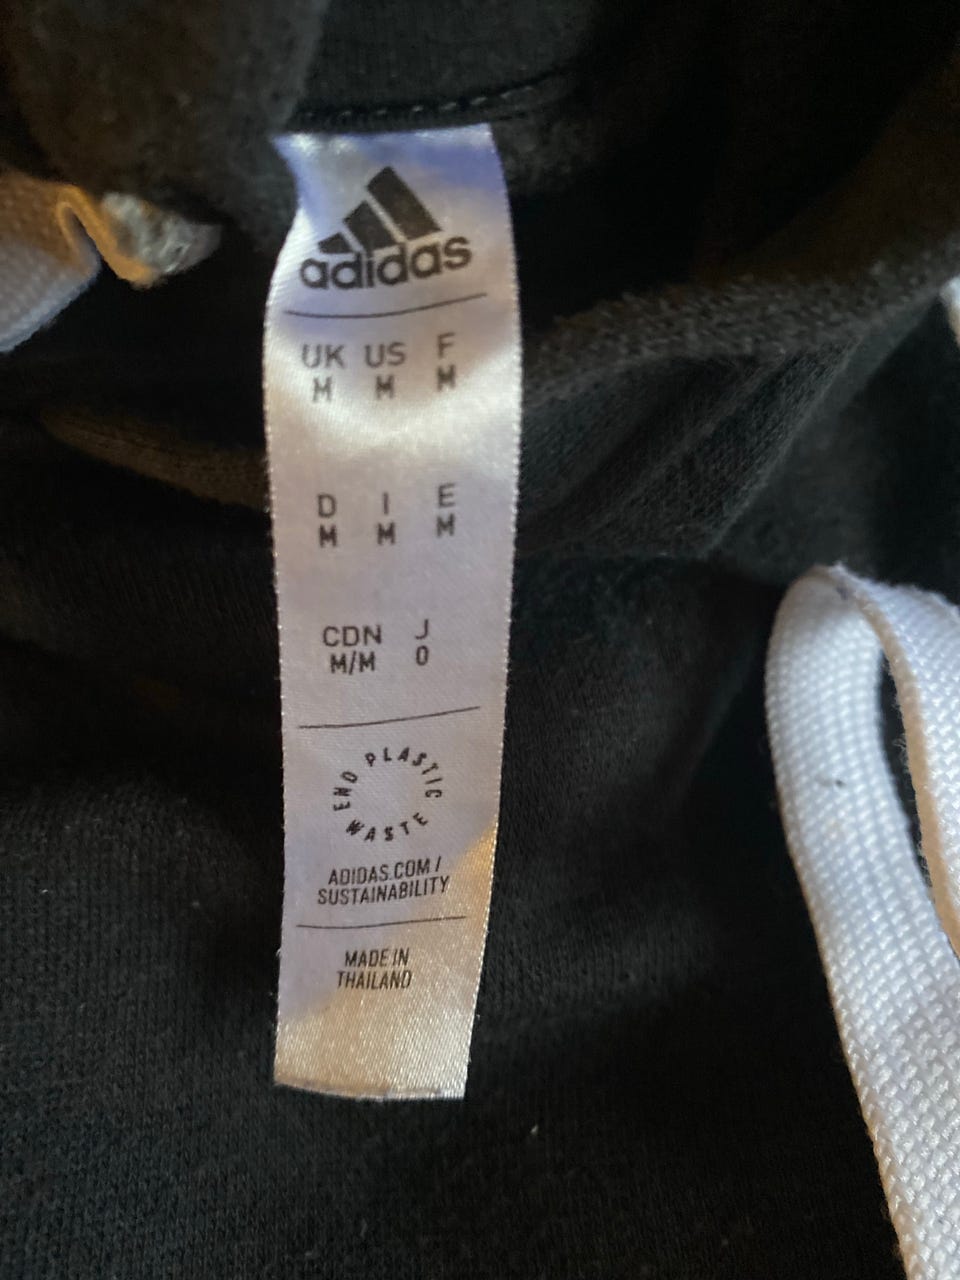 adidas
UK US F
M M M
D I E
M M M
CDN J
M/M O
END PLASTIC WASTE
ADIDAS.COM /
SUSTAINABILITY
MADE IN
THAILAND